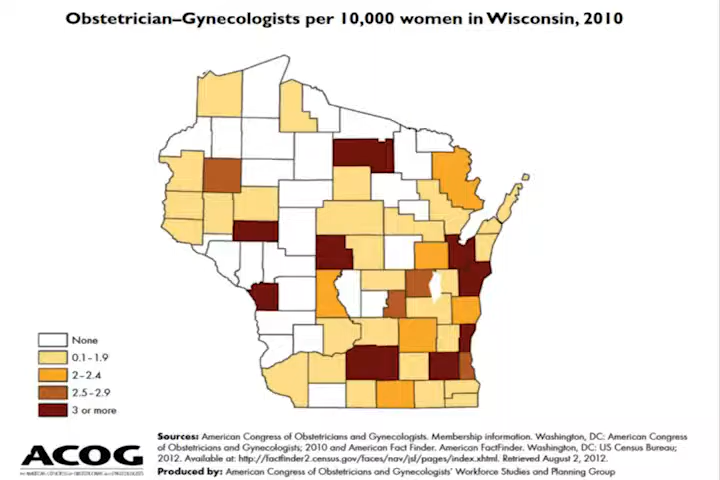 Obstetrician–Gynecologists per 10,000 women in Wisconsin, 2010
None
0.1–1.9
2–2.4
2.5–2.9
3 or more
ACOG
Sources: American Congress of Obstetricians and Gynecologists. Membership information. Washington, DC: American Congress
of Obstetricians and Gynecologists; 2010 and American Fact Finder. American FactFinder. Washington, DC: US Census Bureau;
2012. Available at: http://factfinder2.census.gov/faces/nav/jsf/pages/index.xhtml. Retrieved August 2, 2012.
Produced by: American Congress of Obstetricians and Gynecologists' Workforce Studies and Planning Group